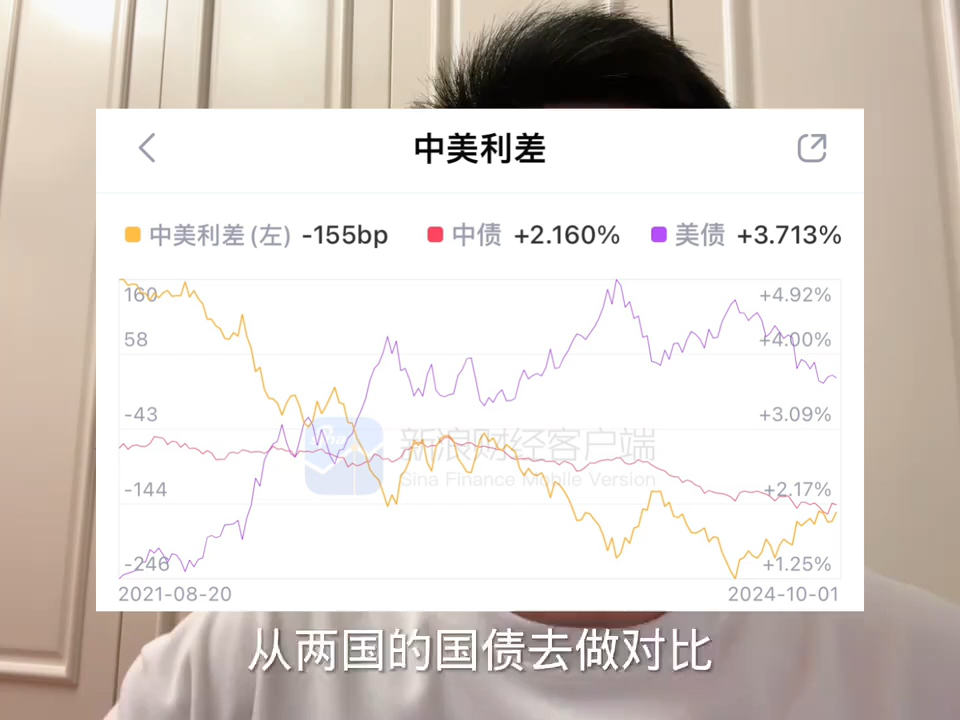 中美利差
中美利差(左) -155bp 中债 +2.160% 美债 +3.713%
160 +4.92%
58 +4.00%
-43 +3.09%
新浪财经客户端
Sina Finance Mobile Version
-144 +2.17%
-246 +1.25%
2021-08-20 2024-10-01
从两国的国债去做对比